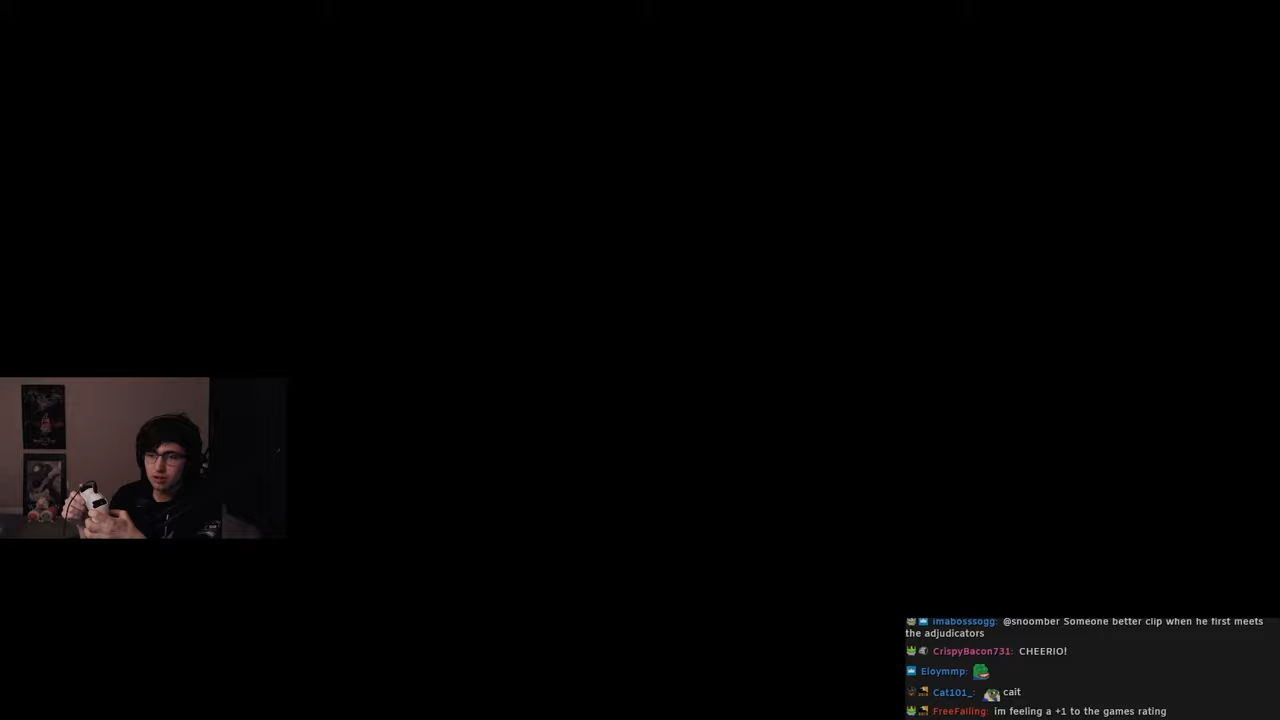 imabosssogg: @snoomber Someone better clip when he first meets
the adjudicators
CrispyBacon731: CHEERIO!
Eloymmp:
Cat101_: cait
FreeFalling: im feeling a +1 to the games rating